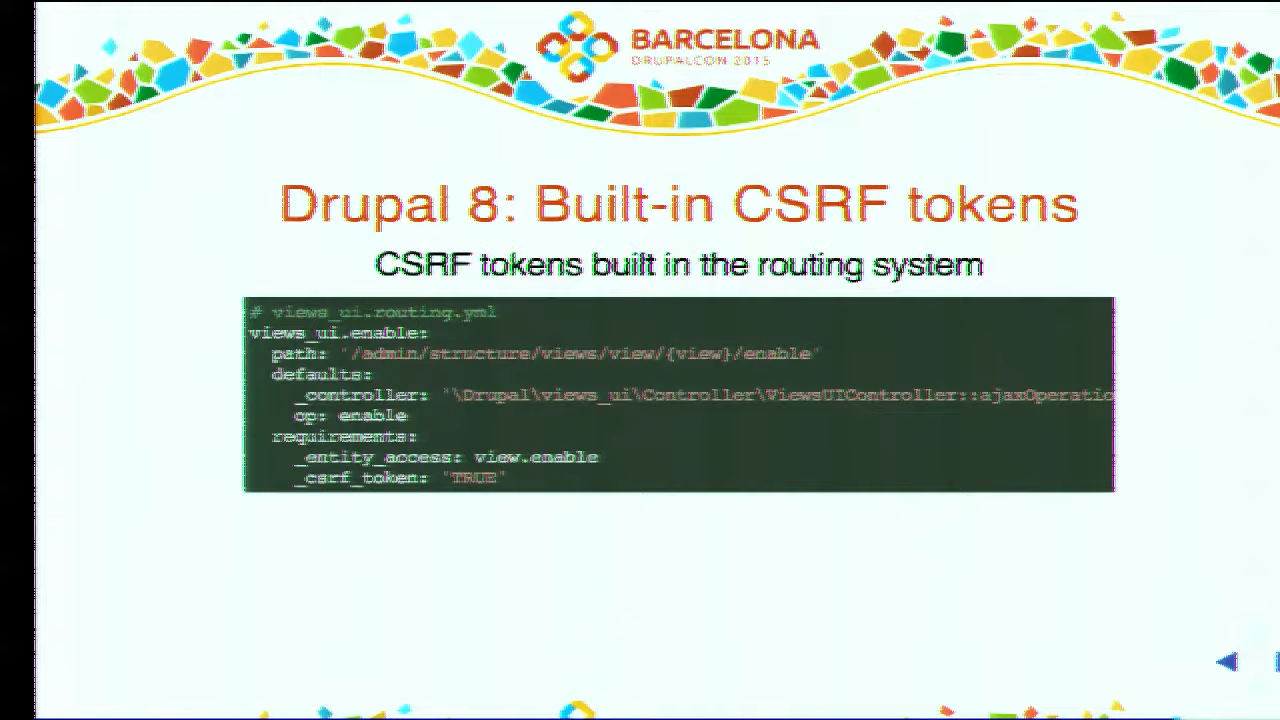 BARCELONA
DRUPALCON 2015
Drupal 8: Built-in CSRF tokens
CSRF tokens built in the routing system
# views_ui.routing.yml
views_ui.enable:
path: '/admin/structure/views/view/{view}/enable'
defaults:
_controller: '\Drupal\views_ui\Controller\ViewsUIController::ajaxOperatio
op: enable
requirements:
_entity_access: view.enable
_csrf_token: 'TRUE'